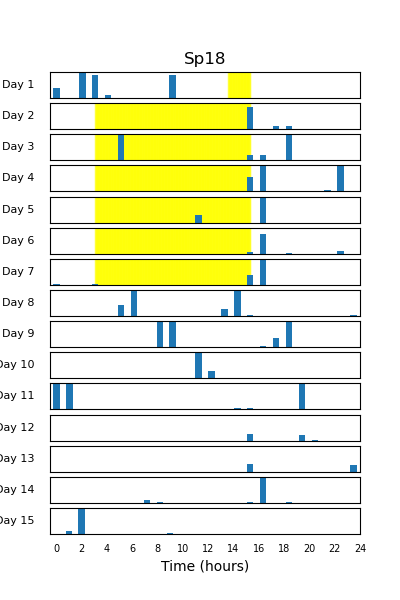 Sp18
Day 1
Day 2
Day 3
Day 4
Day 5
Day 6
Day 7
Day 8
Day 9
Day 10
Day 11
Day 12
Day 13
Day 14
Day 15
0 2 4 6 8 10 12 14 16 18 20 22 24
Time (hours)